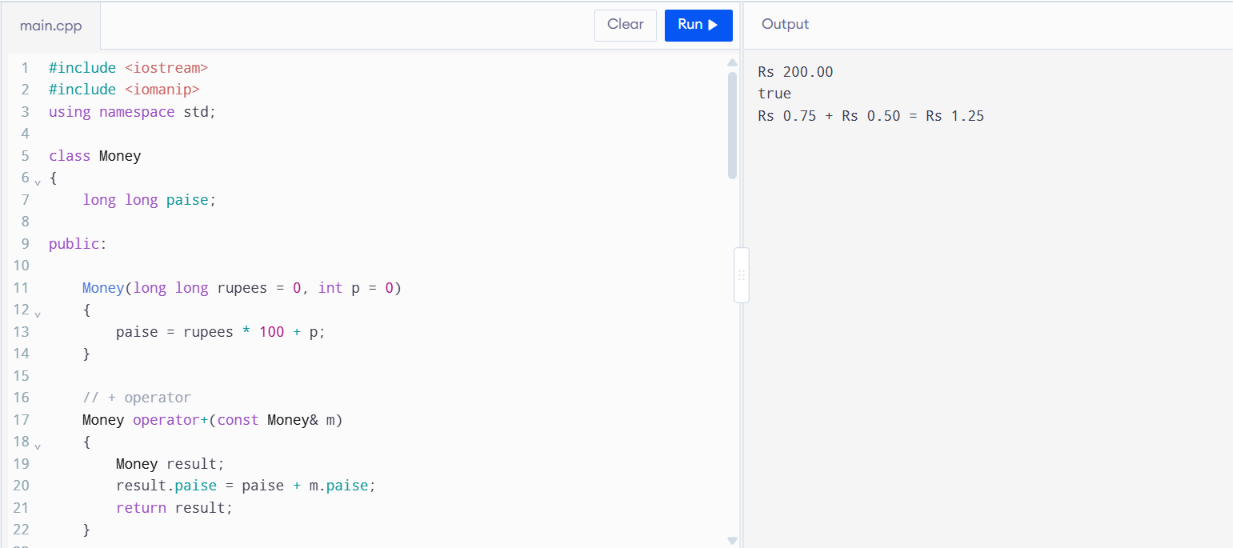 main.cpp
Clear
Run
Output
1 #include <iostream>
2 #include <iomanip>
3 using namespace std;
4
5 class Money
6 {
7 long long paise;
8
9 public:
10
11 Money(long long rupees = 0, int p = 0)
12 {
13 paise = rupees * 100 + p;
14 }
15
16 // + operator
17 Money operator+(const Money& m)
18 {
19 Money result;
20 result.paise = paise + m.paise;
21 return result;
22 }
Rs 200.00
true
Rs 0.75 + Rs 0.50 = Rs 1.25